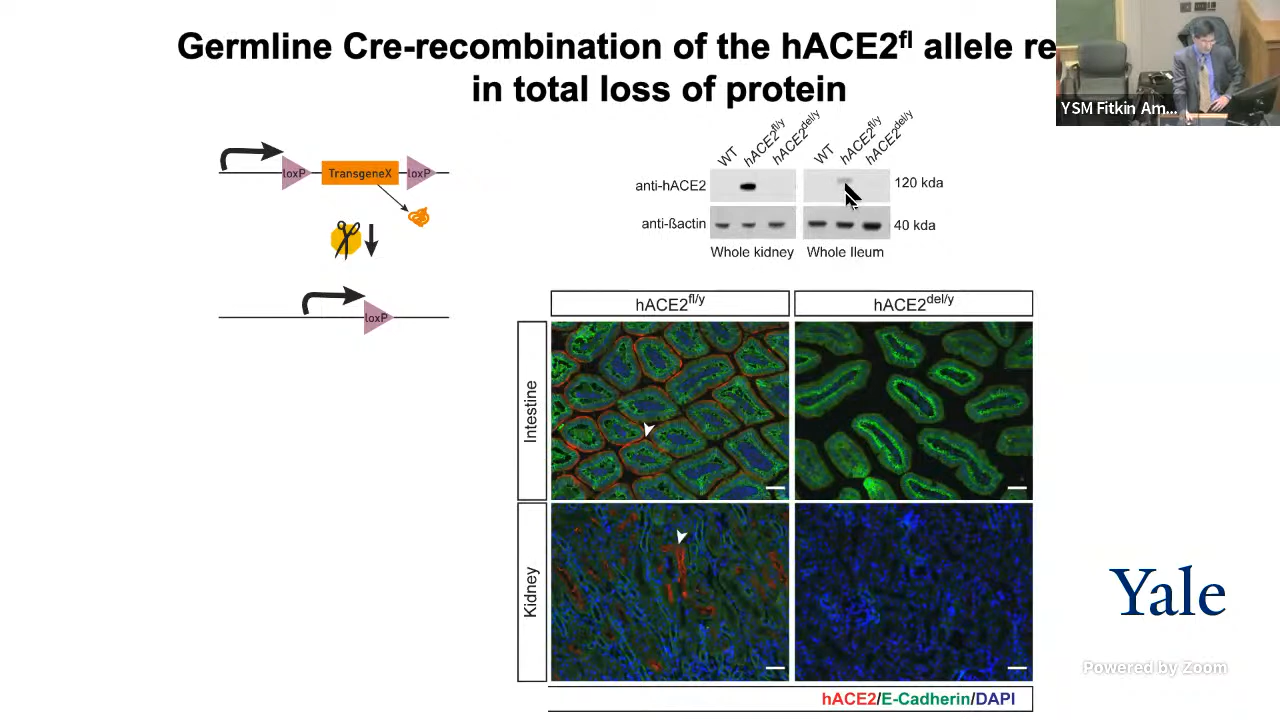 Germline Cre-recombination of the hACE2fl allele re
in total loss of protein
YSM Fitkin Am...
loxP TransgeneX loxP
loxP
WT hACE2fl/y hACE2del/y WT hACE2fl/y hACE2del/y
anti-hACE2 120 kda
anti-ßactin 40 kda
Whole kidney Whole Ileum
hACE2fl/y hACE2del/y
Intestine
Kidney
hACE2/E-Cadherin/DAPI
Yale
Powered by Zoom